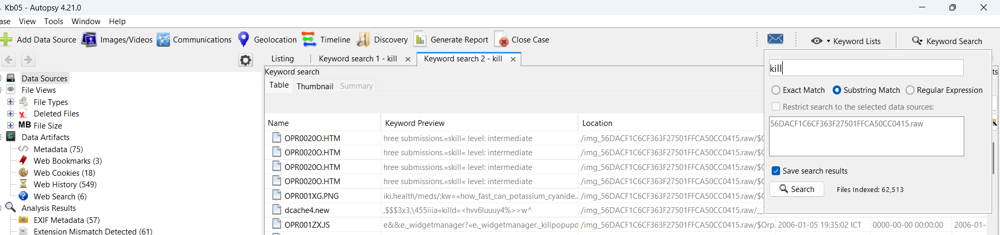 Kb05 - Autopsy 4.21.0
ase View Tools Window Help
Add Data Source Images/Videos Communications Geolocation Timeline Discovery Generate Report Close Case Keyword Lists Keyword Search
Listing Keyword search 1 - kill Keyword search 2 - kill
Keyword search
Table Thumbnail Summary
Name Keyword Preview Location
OPR0020O.HTM hree submissions.«skill« level: intermediate /img_56DACF1C6CF363F27501FFCA50CC0415.raw/$C
OPR0020O.HTM hree submissions.«skill« level: intermediate /img_56DACF1C6CF363F27501FFCA50CC0415.raw/$C
OPR0020O.HTM hree submissions.«skill« level: intermediate /img_56DACF1C6CF363F27501FFCA50CC0415.raw/$C
OPR0020O.HTM hree submissions.«skill« level: intermediate /img_56DACF1C6CF363F27501FFCA50CC0415.raw/$C
OPR001XG.PNG iki.health/meds/;kw=«how_fast_can_potassium_cyanide... /img_56DACF1C6CF363F27501FFCA50CC0415.raw/$C
dcache4.new ,$$$3x3,\455iiia«killd«<hvv6luuuy4%>>w^ /img_56DACF1C6CF363F27501FFCA50CC0415.raw/__
OPR001ZX.JS e&&e._widgetmanager?«e._widgetmanager._killpopupd /img_56DACF1C6CF363F27501FFCA50CC0415.raw/$Orp. 2006-01-05 19:35:02 ICT 0000-00-00 00:00:00 2006-01-
Data Sources
File Views
File Types
Deleted Files
MB File Size
Data Artifacts
Metadata (75)
Web Bookmarks (3)
Web Cookies (18)
Web History (549)
Web Search (6)
Analysis Results
EXIF Metadata (57)
Extension Mismatch Detected (61)
kill
ts
Exact Match Substring Match Regular Expression
Restrict search to the selected data sources:
56DACF1C6CF363F27501FFCA50CC0415.raw
Save search results
Search Files Indexed: 62,513